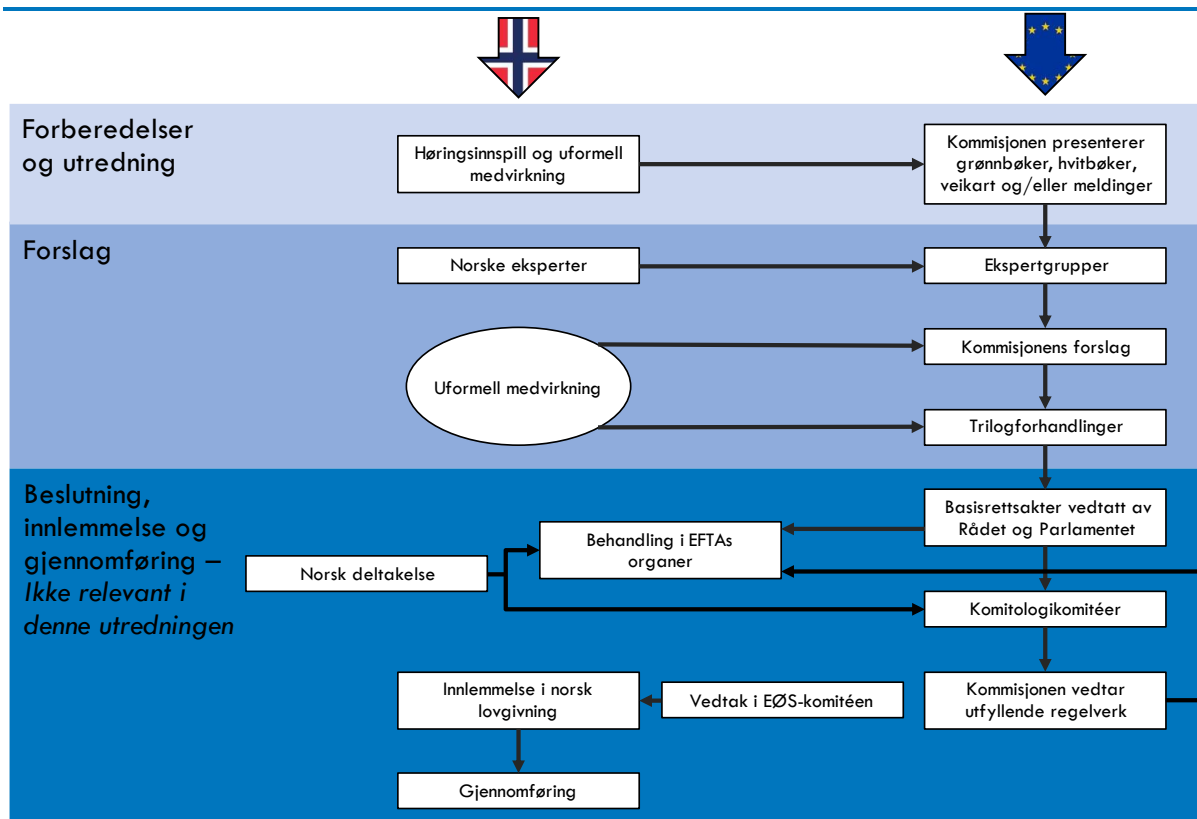 Forberedelser
og utredning
Høringsinnspill og uformell
medvirkning
Kommisjonen presenterer
grønnbøker, hvitbøker,
veikart og/eller meldinger
Forslag
Norske eksperter
Ekspertgrupper
Uformell medvirkning
Kommisjonens forslag
Trilogforhandlinger
Beslutning,
innlemmelse og
gjennomføring –
Ikke relevant i
denne utredningen
Norsk deltakelse
Behandling i EFTAs
organer
Basisrettsakter vedtatt av
Rådet og Parlamentet
Komitologikomitéer
Innlemmelse i norsk
lovgivning
Vedtak i EØS-komitéen
Kommisjonen vedtar
utfyllende regelverk
Gjennomføring